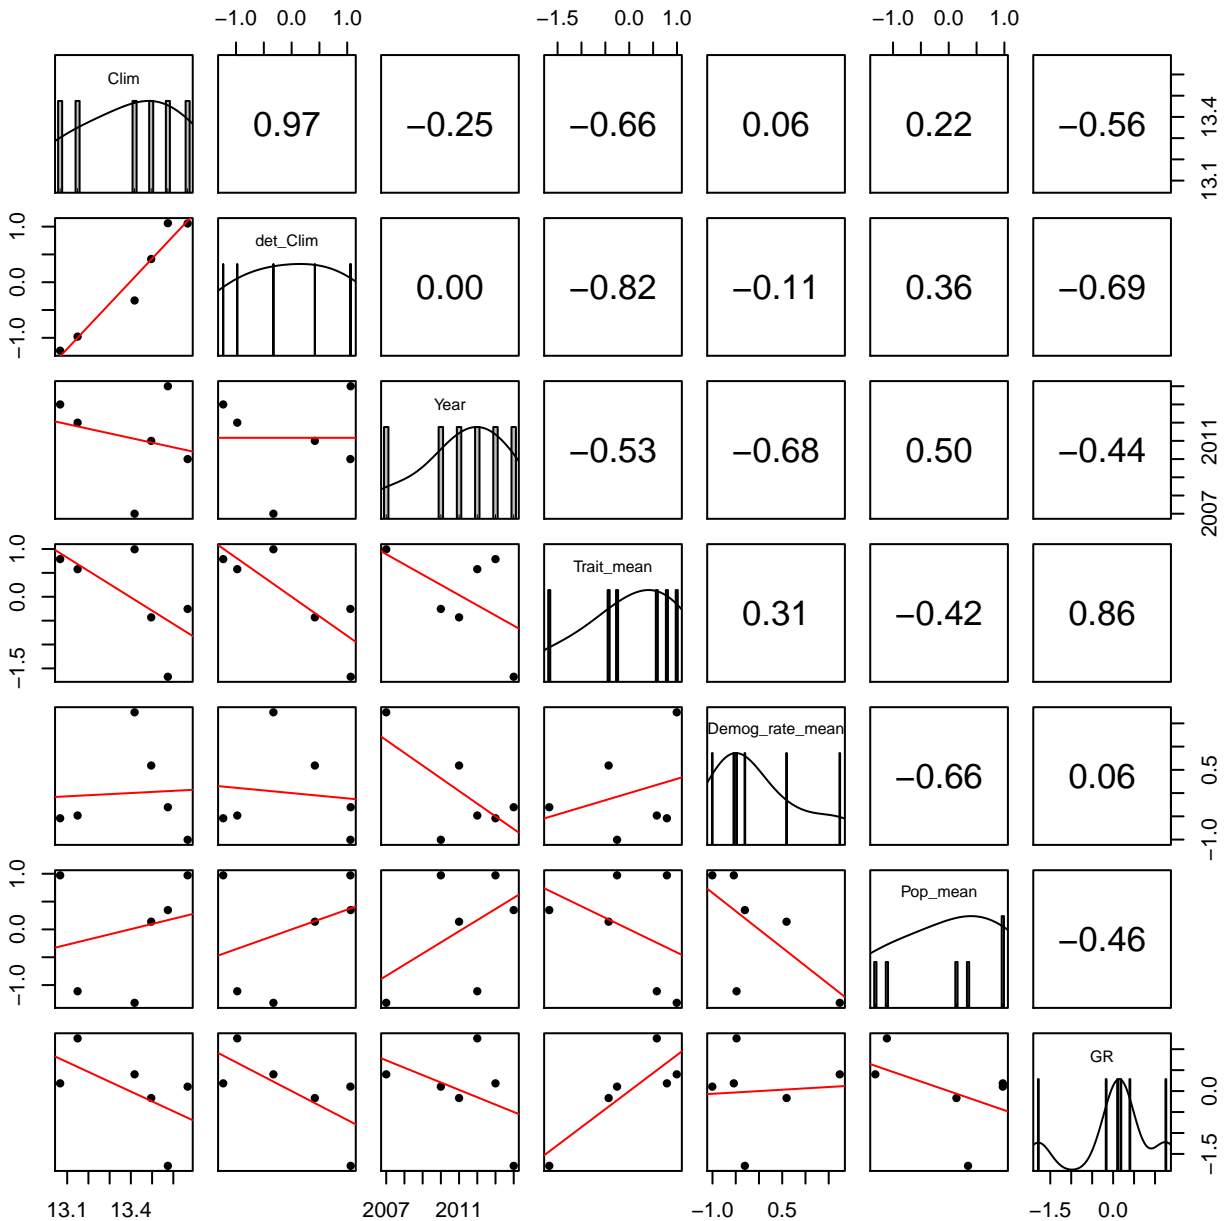 −1.0 0.0 1.0 −1.5 0.0 1.0 −1.0 0.0 1.0
Clim 0.97 −0.25 −0.66 0.06 0.22 −0.56 13.1 13.4
−1.0 0.0 1.0 det_Clim 0.00 −0.82 −0.11 0.36 −0.69
Year −0.53 −0.68 0.50 −0.44 2007 2011
−1.5 0.0 1.0 Trait_mean 0.31 −0.42 0.86
Demog_rate_mean −0.66 0.06 −1.0 0.5
−1.0 0.0 1.0 Pop_mean −0.46
GR −1.5 0.0
13.1 13.4 2007 2011 −1.0 0.5 −1.5 0.0